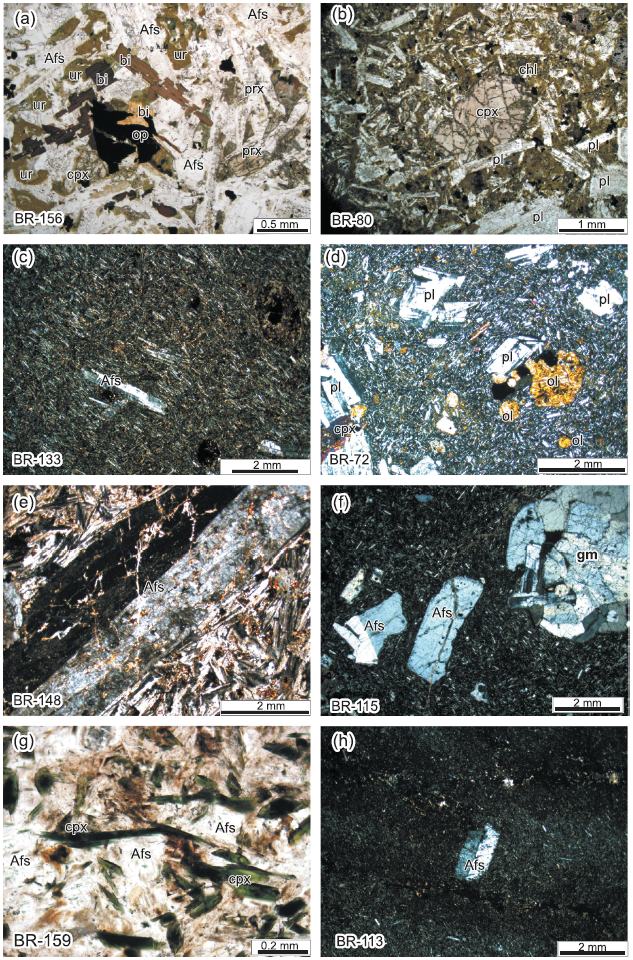 (a)
Afs
Afs
Afs
ur
bi
ur
ur
bi
prx
ur
bi
op
prx
Afs
ur
cpx
BR-156
0.5 mm
(b)
chl
cpx
pl
pl
pl
pl
BR-80
1 mm
(c)
Afs
BR-133
2 mm
(d)
pl
pl
pl
pl
ol
ol
cpx
ol
BR-72
2 mm
(e)
Afs
BR-148
2 mm
(f)
gm
Afs
Afs
BR-115
2 mm
(g)
cpx
Afs
Afs
Afs
cpx
BR-159
0.2 mm
(h)
Afs
BR-113
2 mm